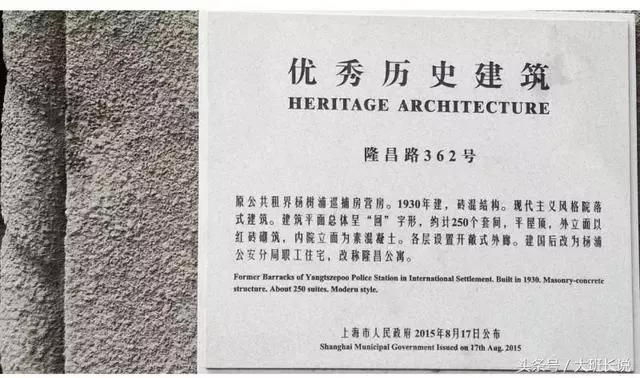 优秀历史建筑
HERITAGE ARCHITECTURE
隆昌路362号
原公共租界杨树浦巡捕房营房。1930年建，砖混结构。现代主义风格院落
式建筑。建筑平面总体呈“回”字形，约计250个套间，平屋顶，外立面以
红砖砌筑，内院立面为素混凝土。各层设置开敞式外廊。建国后改为杨浦
公安分局职工住宅，改称隆昌公寓。
Former Barracks of Yangtszepoo Police Station in International Settlement. Built in 1930. Masonry-concrete
structure. About 250 suites. Modern style.
上海市人民政府 2015年8月17日公布
Shanghai Municipal Government Issued on 17th Aug. 2015
头条号/大班长说